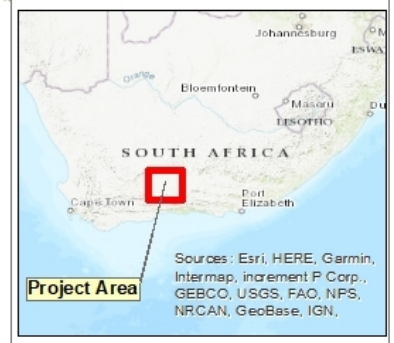 Johannesburg
ESWA
Orange
Bloemfontein
Maseru
LESOTHO
Du
SOUTH AFRICA
Cape Town
Port
Elizabeth
Project Area
Sources: Esri, HERE, Garmin,
Intermap, increment P Corp.,
GEBCO, USGS, FAO, NPS,
NRCAN, GeoBase, IGN,